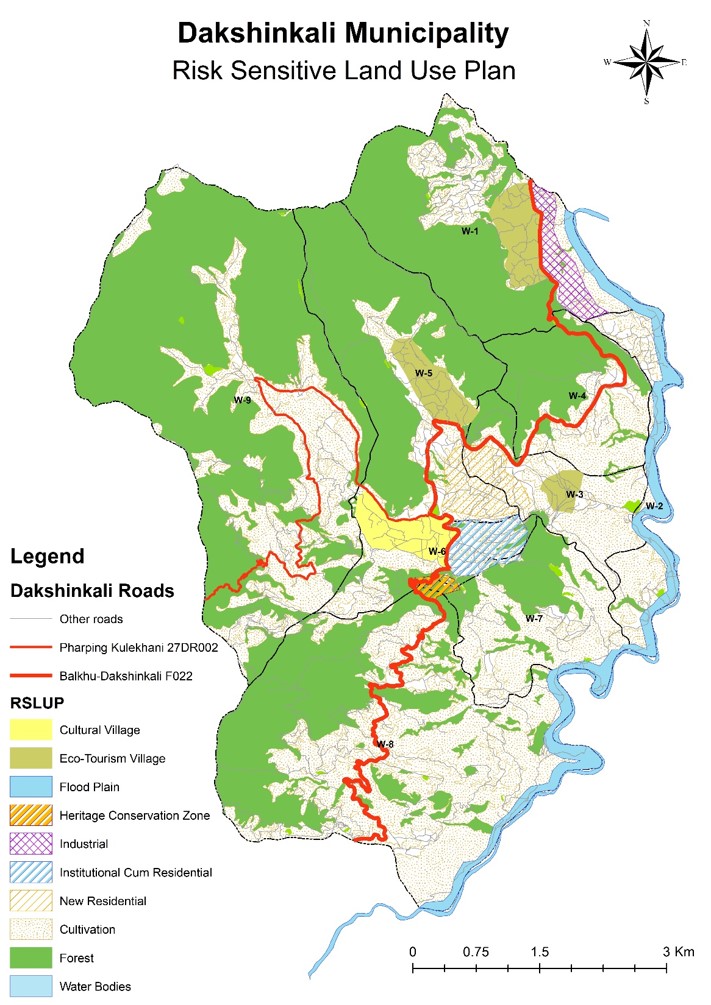 Dakshinkali Municipality
Risk Sensitive Land Use Plan
N
W
E
S
W-1
W-5
W-4
W-9
W-3
W-2
W-6
W-7
W-8
Legend
Dakshinkali Roads
Other roads
Pharping Kulekhani 27DR002
Balkhu-Dakshinkali F022
RSLUP
Cultural Village
Eco-Tourism Village
Flood Plain
Heritage Conservation Zone
Industrial
Institutional Cum Residential
New Residential
Cultivation
Forest
Water Bodies
0 0.75 1.5 3 Km